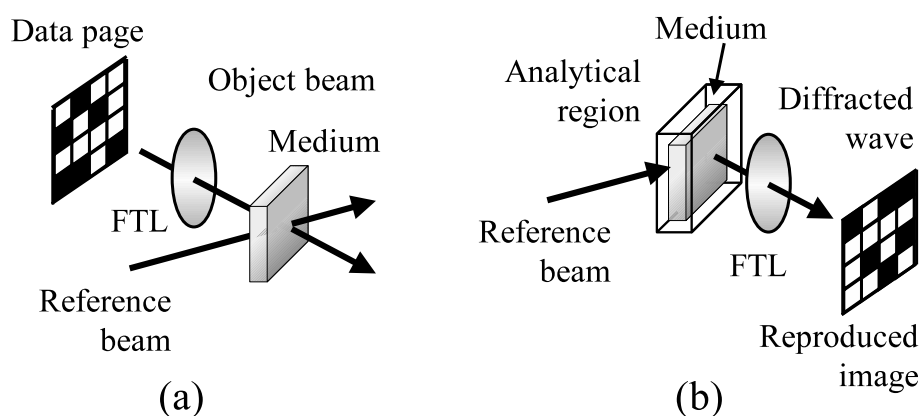 Data page
Object beam
Medium
FTL
Reference
beam
(a)
Medium
Analytical
region
Diffracted
wave
Reference
beam
FTL
Reproduced
image
(b)